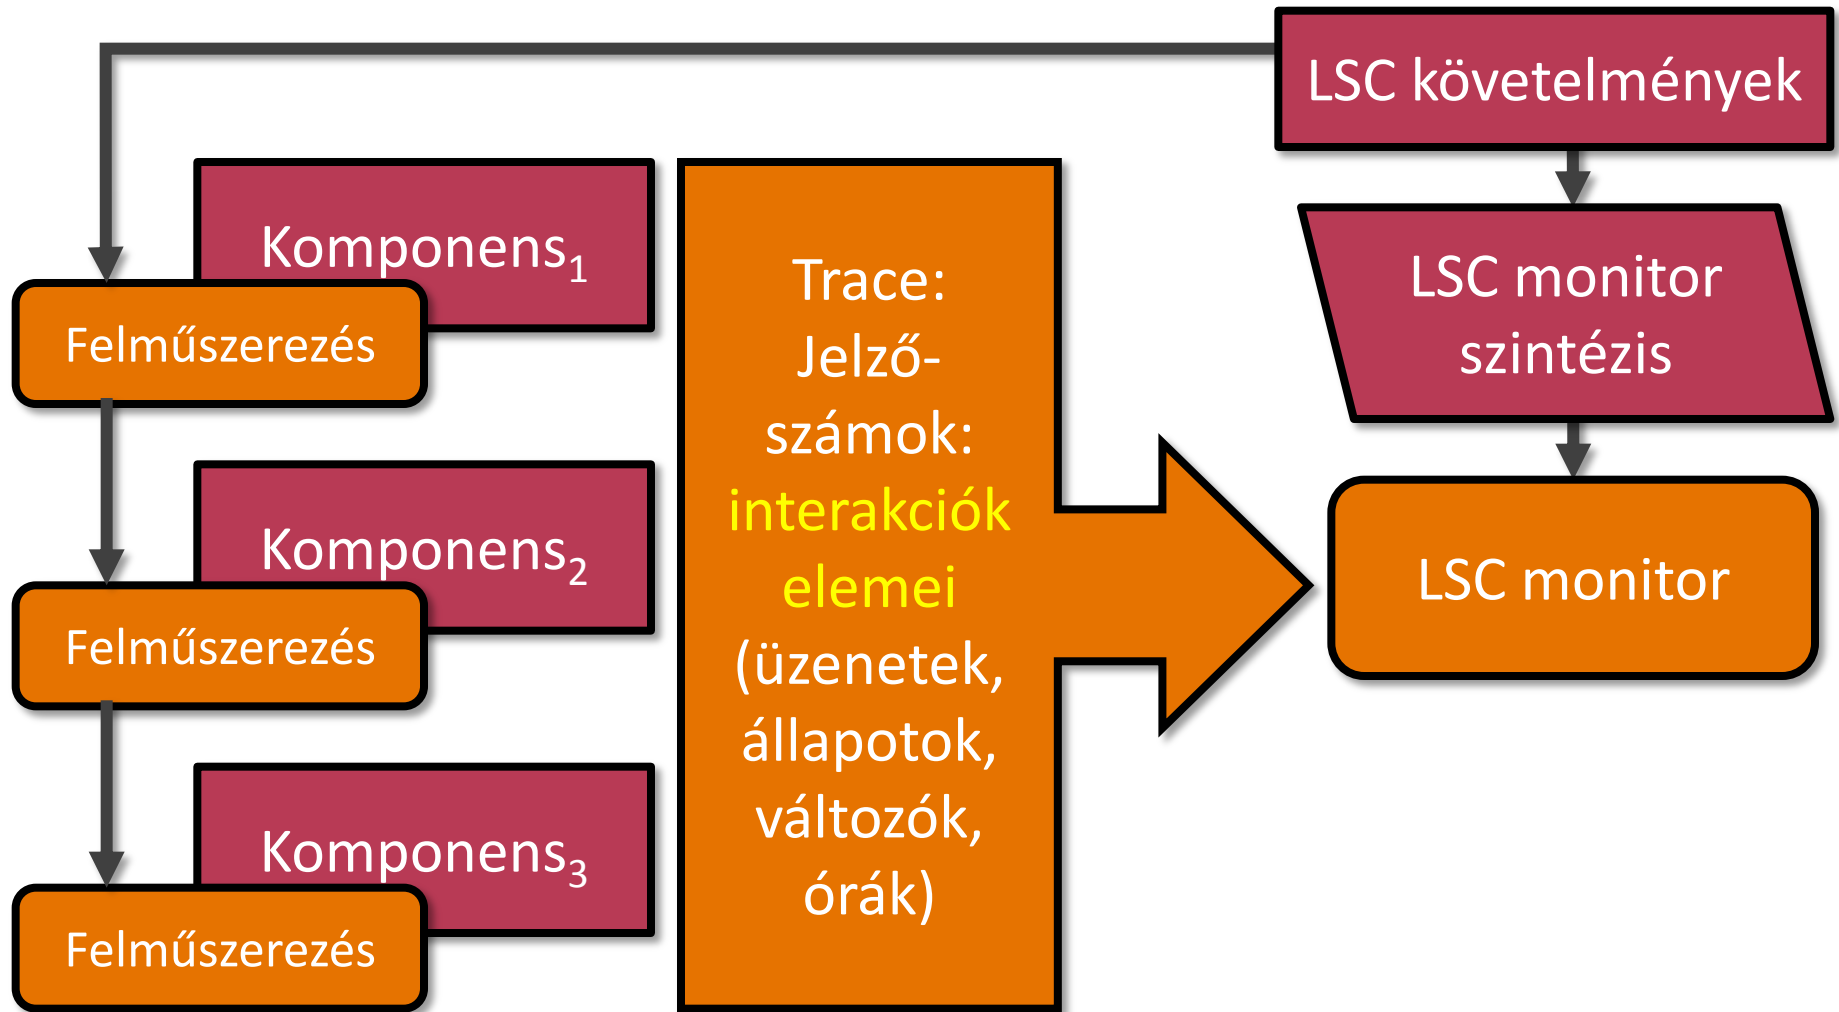 LSC követelmények
Komponens₁
Felműszerezés
Komponens₂
Felműszerezés
Komponens₃
Felműszerezés
Trace:
Jelző-
számok:
interakciók
elemei
(üzenetek,
állapotok,
változók,
órák)
LSC monitor
szintézis
LSC monitor